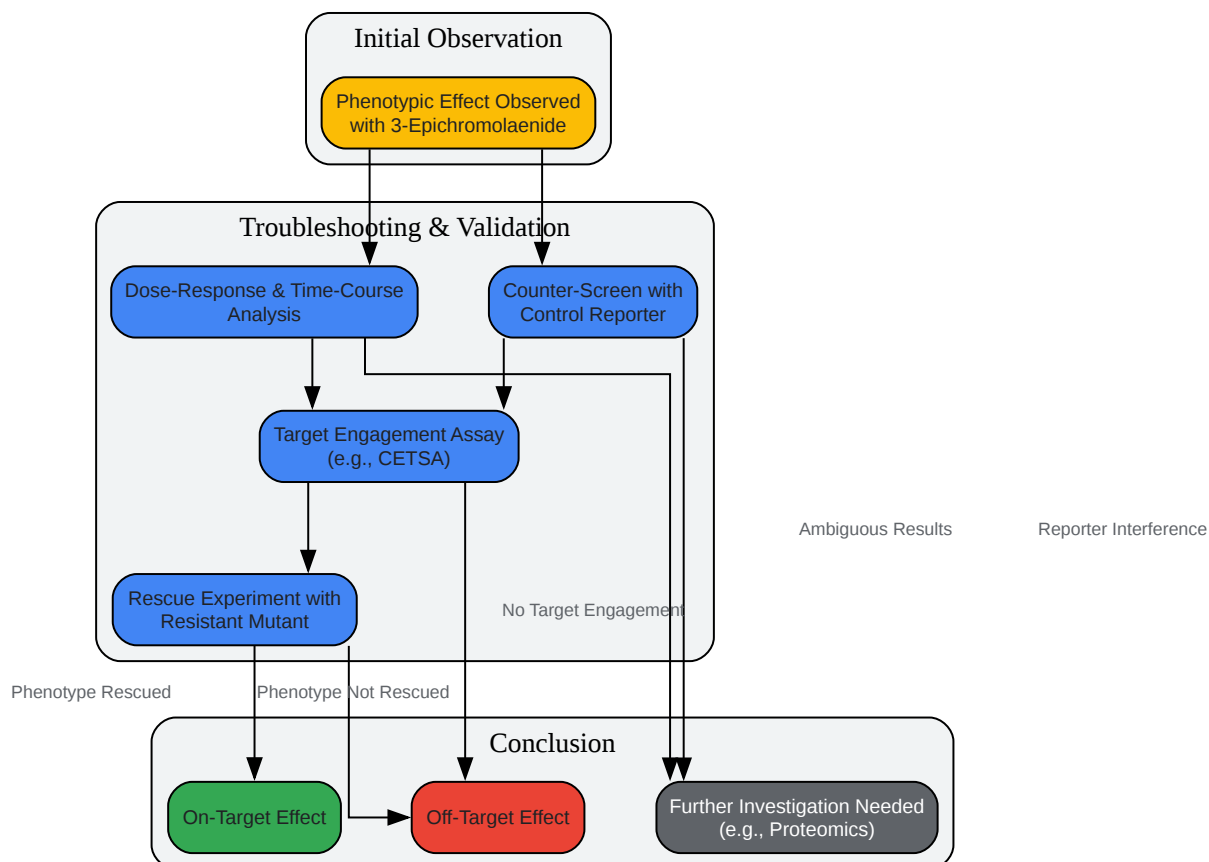 Initial Observation
Phenotypic Effect Observed
with 3-Epichromolaenide
Troubleshooting & Validation
Dose-Response & Time-Course
Analysis
Counter-Screen with
Control Reporter
Target Engagement Assay
(e.g., CETSA)
Ambiguous Results
Reporter Interference
Rescue Experiment with
Resistant Mutant
No Target Engagement
Phenotype Rescued
Phenotype Not Rescued
Conclusion
On-Target Effect
Off-Target Effect
Further Investigation Needed
(e.g., Proteomics)